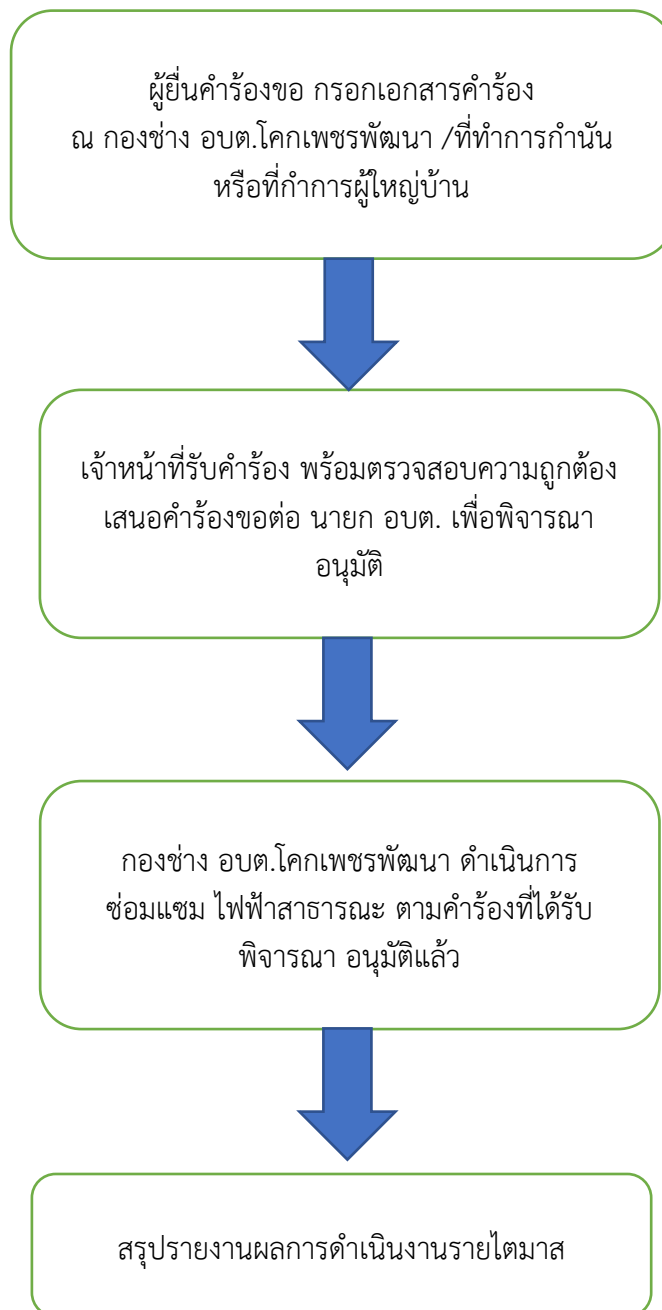 ผู้ยื่นคำร้องขอ กรอกเอกสารคำร้อง
ณ กองช่าง อบต.โคกเพชรพัฒนา /ที่ทำการกำนัน
หรือที่กำการผู้ใหญ่บ้าน
เจ้าหน้าที่รับคำร้อง พร้อมตรวจสอบความถูกต้อง
เสนอคำร้องขอต่อ นายก อบต. เพื่อพิจารณา
อนุมัติ
กองช่าง อบต.โคกเพชรพัฒนา ดำเนินการ
ซ่อมแซม ไฟฟ้าสาธารณะ ตามคำร้องที่ได้รับ
พิจารณา อนุมัติแล้ว
สรุปรายงานผลการดำเนินงานรายไตมาส